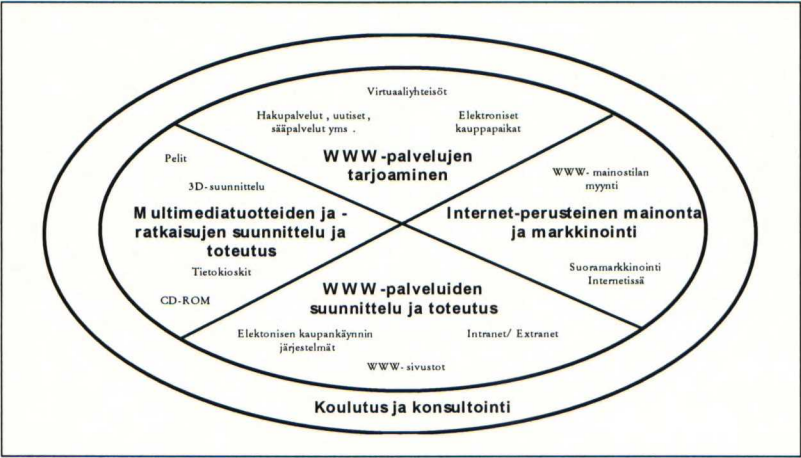 Virtuaaliyhteisöt
Hakupalvelut , uutiset,
sääpalvelut yms .
Elektroniset
kauppapaikat
WWW-palvelujen
tarjoaminen
Pelit
3D-suunnittelu
Multimediatuotteiden ja -
ratkaisujen suunnittelu ja
toteutus
Tietokioskit
CD-ROM
WWW- mainostilan
myynti
Internet-perusteinen mainonta
ja markkinointi
Suoramarkkinointi
Internetissä
WWW-palveluiden
suunnittelu ja toteutus
Elektonisen kaupankäynnin
järjestelmät
Intranet/ Extranet
WWW- sivustot
Koulutus ja konsultointi